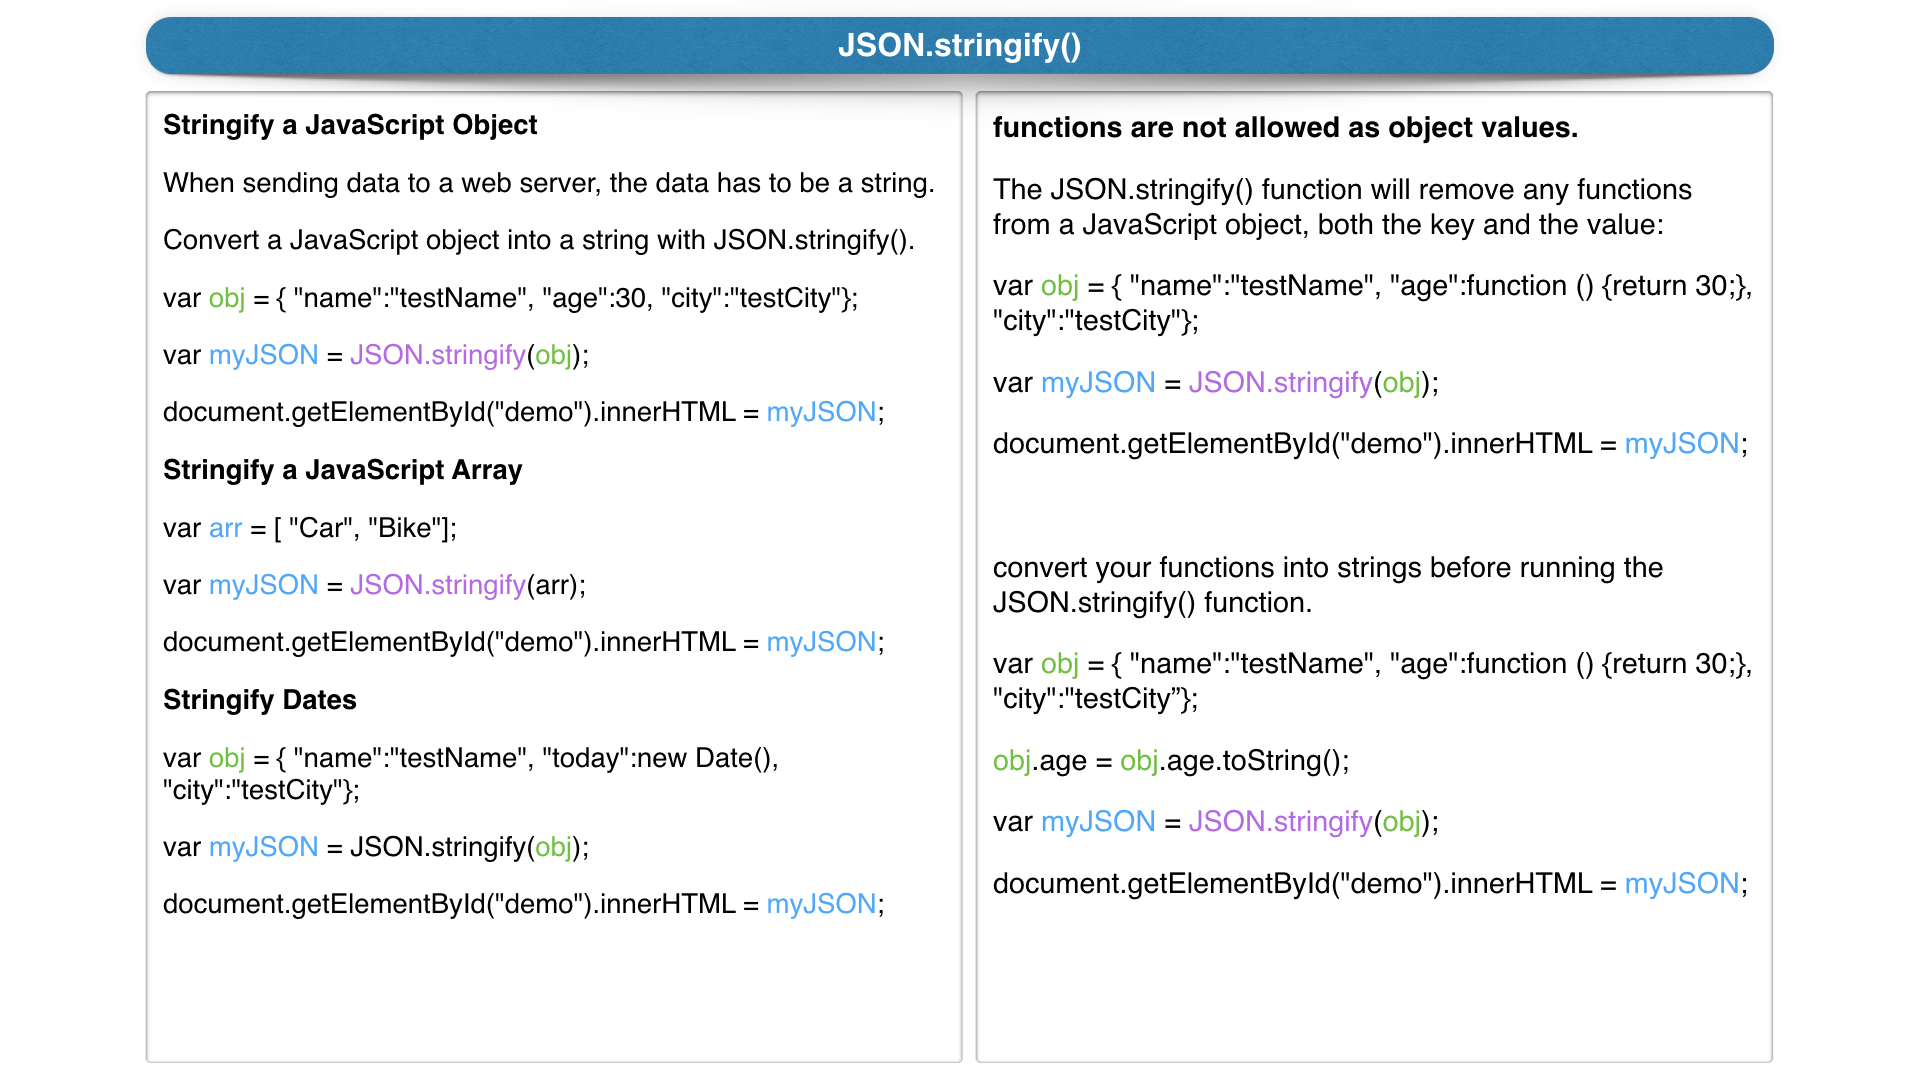 JSON.stringify()
Stringify a JavaScript Object
When sending data to a web server, the data has to be a string.
Convert a JavaScript object into a string with JSON.stringify().
var obj = { "name":"testName", "age":30, "city":"testCity"};
var myJSON = JSON.stringify(obj);
document.getElementById("demo").innerHTML = myJSON;
Stringify a JavaScript Array
var arr = [ "Car", "Bike"];
var myJSON = JSON.stringify(arr);
document.getElementById("demo").innerHTML = myJSON;
Stringify Dates
var obj = { "name":"testName", "today":new Date(),
"city":"testCity"};
var myJSON = JSON.stringify(obj);
document.getElementById("demo").innerHTML = myJSON;
functions are not allowed as object values.
The JSON.stringify() function will remove any functions
from a JavaScript object, both the key and the value:
var obj = { "name":"testName", "age":function () {return 30;},
"city":"testCity"};
var myJSON = JSON.stringify(obj);
document.getElementById("demo").innerHTML = myJSON;
convert your functions into strings before running the
JSON.stringify() function.
var obj = { "name":"testName", "age":function () {return 30;},
"city":"testCity”};
obj.age = obj.age.toString();
var myJSON = JSON.stringify(obj);
document.getElementById("demo").innerHTML = myJSON;